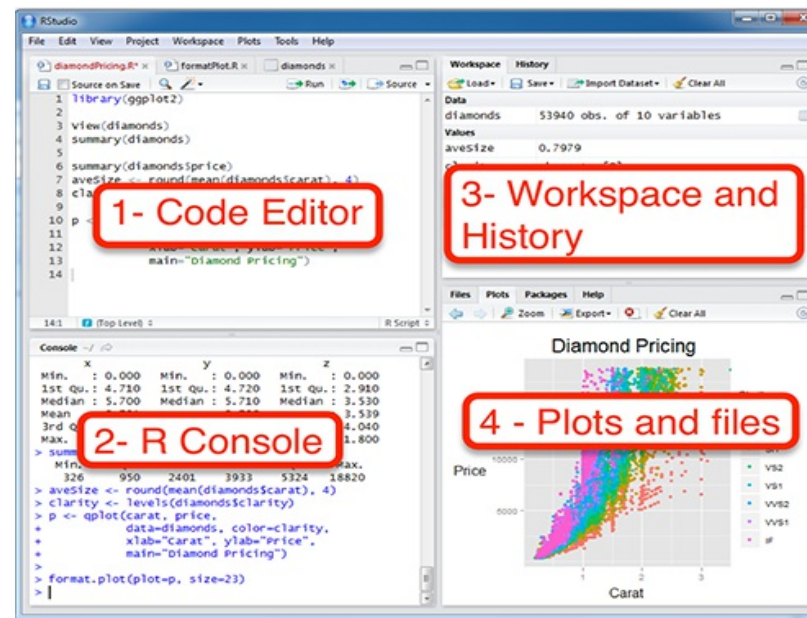 RStudio
File Edit View Project Workspace Plots Tools Help
diamondPricing.R* formatPlot.R diamonds
Source on Save Run Source
1 library(ggplot2)
2
3 View(diamonds)
4 summary(diamonds)
5
6 summary(diamonds$price)
7 aveSize <- round(mean(diamonds$carat), 4)
8
9
10 p <
11
12 xlab="Carat", ylab="Price",
13 main="Diamond Pricing")
14
1- Code Editor
14:1 (Top Level) R Script
Console ~/
x y z
Min. : 0.000 Min. : 0.000 Min. : 0.000
1st Qu.: 4.710 1st Qu.: 4.720 1st Qu.: 2.910
Median : 5.700 Median : 5.710 Median : 3.530
Mean 3.539
3rd 4.040
Max. 1.800
2- R Console
> summ
Min. Max.
326 950 2401 3933 5324 18820
> aveSize <- round(mean(diamonds$carat), 4)
> clarity <- levels(diamonds$clarity)
> p <- qplot(carat, price,
+ data=diamonds, color=clarity,
+ xlab="Carat", ylab="Price",
+ main="Diamond Pricing")
>
> format.plot(plot=p, size=23)
>
Workspace History
Load Save Import Dataset Clear All
Data
diamonds 53940 obs. of 10 variables
Values
aveSize 0.7979
3- Workspace and
History
Files Plots Packages Help
Zoom Export Clear All
Diamond Pricing
4 - Plots and files
Price
10000
5000
VS2
VS1
VVS2
VVS1
IF
1 2 3
Carat